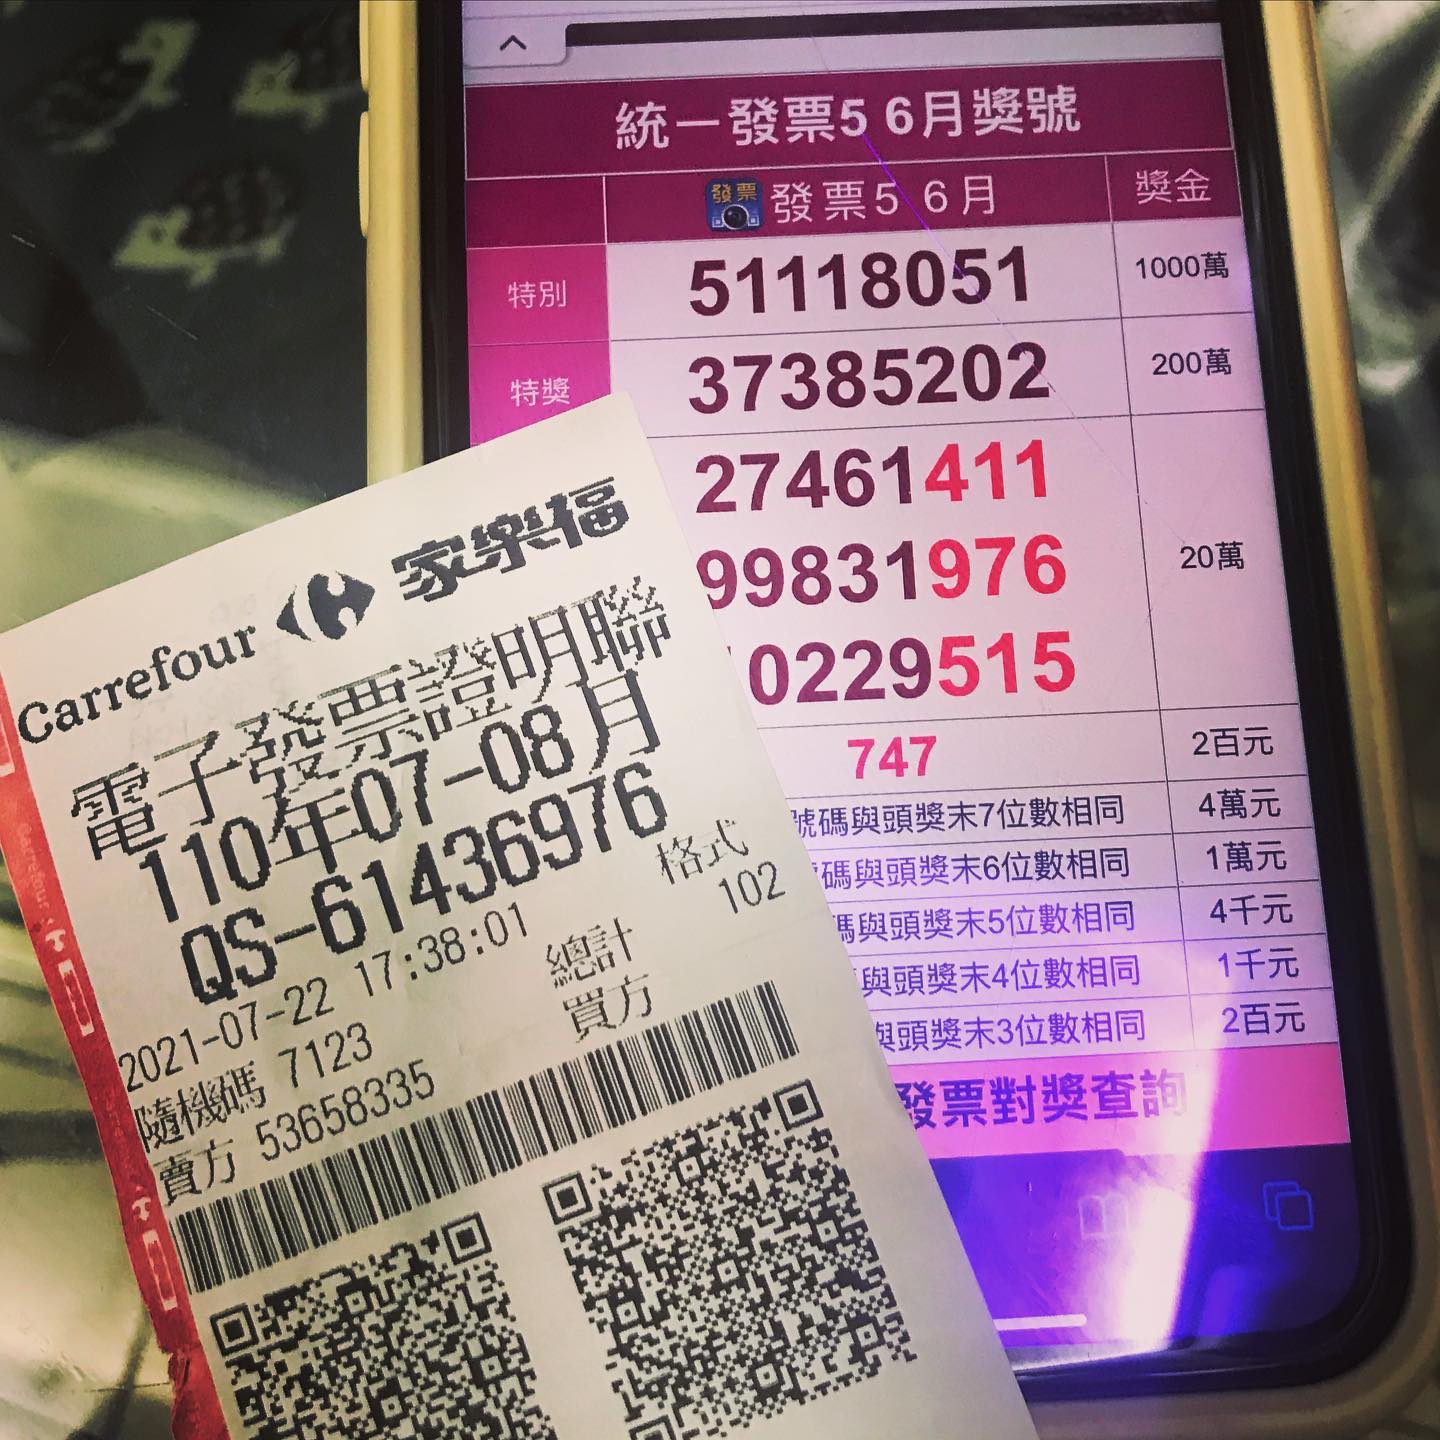 統一發票5 6月獎號
發票 發票5 6月 獎金
特別 51118051 1000萬
特獎 37385202 200萬
27461411
99831976 20萬
0229515
747 2百元
號碼與頭獎末7位數相同 4萬元
碼與頭獎末6位數相同 1萬元
碼與頭獎末5位數相同 4千元
與頭獎末4位數相同 1千元
與頭獎末3位數相同 2百元
發票對獎查詢
Carrefour 家樂福
電子發票證明聯
110年07-08月
QS-61436976
2021-07-22 17:38:01 格式 102
隨機碼 7123 總計
賣方 53658335 買方